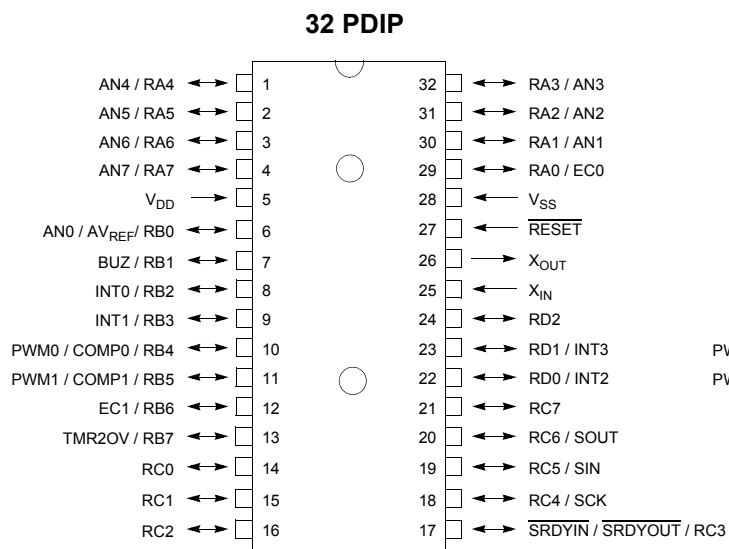 32 PDIP
AN4 / RA4 1 32 RA3 / AN3
AN5 / RA5 2 31 RA2 / AN2
AN6 / RA6 3 30 RA1 / AN1
AN7 / RA7 4 29 RA0 / EC0
VDD 5 28 VSS
AN0 / AVREF/ RB0 6 27 RESET
BUZ / RB1 7 26 XOUT
INT0 / RB2 8 25 XIN
INT1 / RB3 9 24 RD2
PWM0 / COMP0 / RB4 10 23 RD1 / INT3 PW
PWM1 / COMP1 / RB5 11 22 RD0 / INT2 PW
EC1 / RB6 12 21 RC7
TMR2OV / RB7 13 20 RC6 / SOUT
RC0 14 19 RC5 / SIN
RC1 15 18 RC4 / SCK
RC2 16 17 SRDYIN / SRDYOUT / RC3